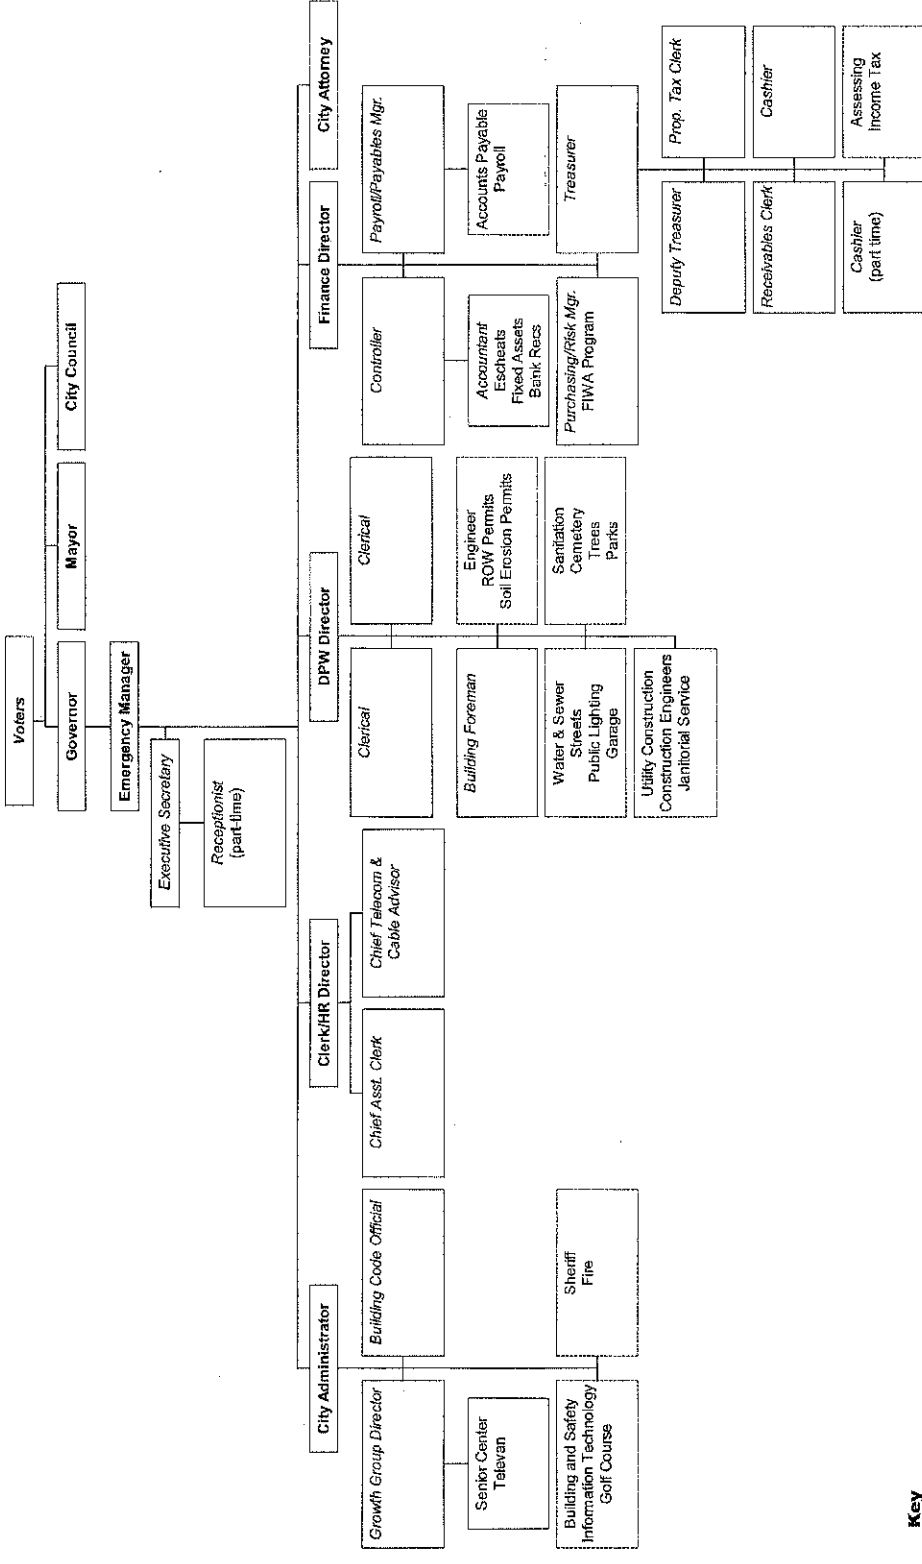 Voters
Governor
Mayor
City Council
Emergency Manager
Executive Secretary
Receptionist
(part-time)
City Administrator
Clerk/HR Director
DPW Director
Finance Director
City Attorney
Growth Group Director
Building Code Official
Senior Center
Televan
Building and Safety
Information Technology
Golf Course
Sheriff
Fire
Chief Asst. Clerk
Chief Telecom &
Cable Advisor
Clerical
Clerical
Building Foreman
Engineer
ROW Permits
Soil Erosion Permits
Water & Sewer
Streets
Public Lighting
Garage
Sanitation
Cemetery
Trees
Parks
Utility Construction
Construction Engineers
Janitorial Service
Controller
Payroll/Payables Mgr.
Accountant
Escheats
Fixed Assets
Bank Recs
Accounts Payable
Payroll
Purchasing/Risk Mgr.
FIWA Program
Treasurer
Deputy Treasurer
Prop. Tax Clerk
Receivables Clerk
Cashier
Cashier
(part time)
Assessing
Income Tax
Key